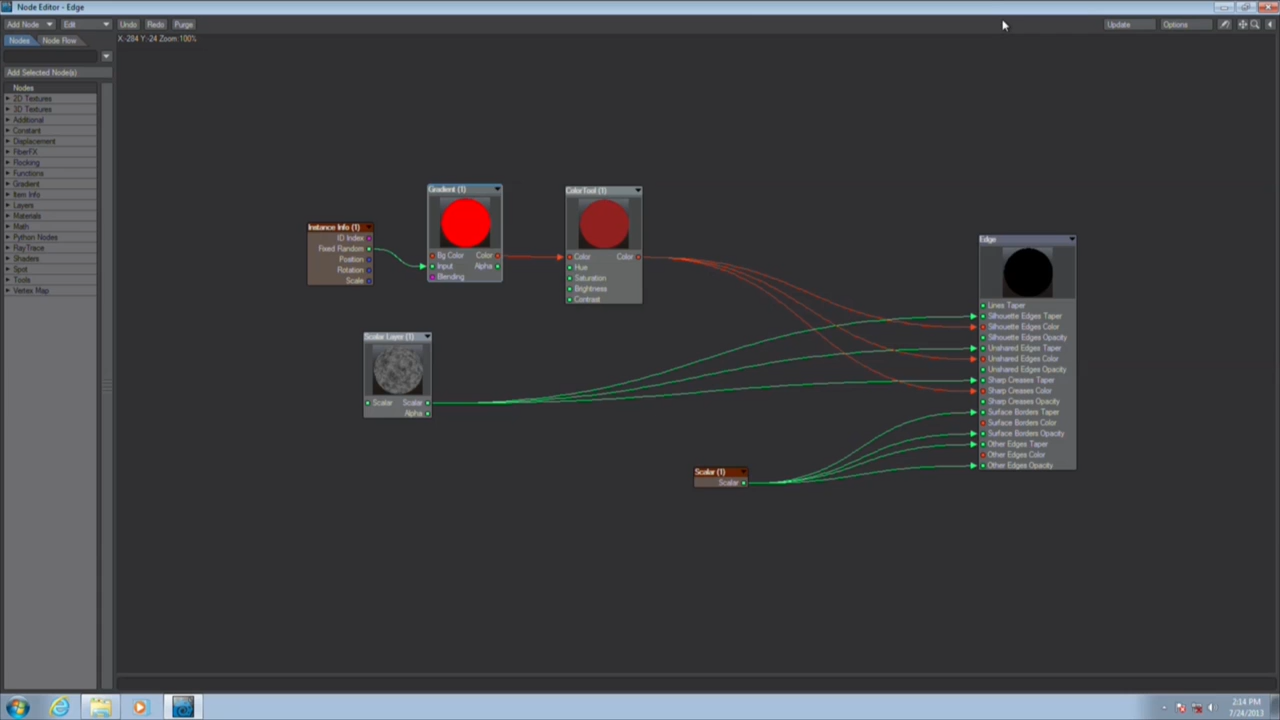 Node Editor - Edge
Add Node
Edit
Undo
Redo
Purge
Update
Options
Nodes
Node Row
X:-284 Y:-24 Zoom:100%
Add Selected Node(s)
Nodes
2D Textures
3D Textures
Additional
Constant
Displacement
FiberFX
Flocking
Functions
Gradient
Item Info
Layers
Materials
Math
Python Nodes
RayTrace
Shaders
Spot
Tools
Vertex Map
Instance Info (1)
ID Index
Fixed Random
Position
Rotation
Scale
Gradient (1)
Bg Color Color
Input Alpha
Blending
ColorTool (1)
Color Color
Hue
Saturation
Brightness
Contrast
Scalar Layer (1)
Scalar Scalar
Alpha
Scalar (1)
Scalar
Edge
Lines Taper
Silhouette Edges Taper
Silhouette Edges Color
Silhouette Edges Opacity
Unshared Edges Taper
Unshared Edges Color
Unshared Edges Opacity
Sharp Creases Taper
Sharp Creases Color
Sharp Creases Opacity
Surface Borders Taper
Surface Borders Color
Surface Borders Opacity
Other Edges Taper
Other Edges Color
Other Edges Opacity
2:14 PM
7/24/2013